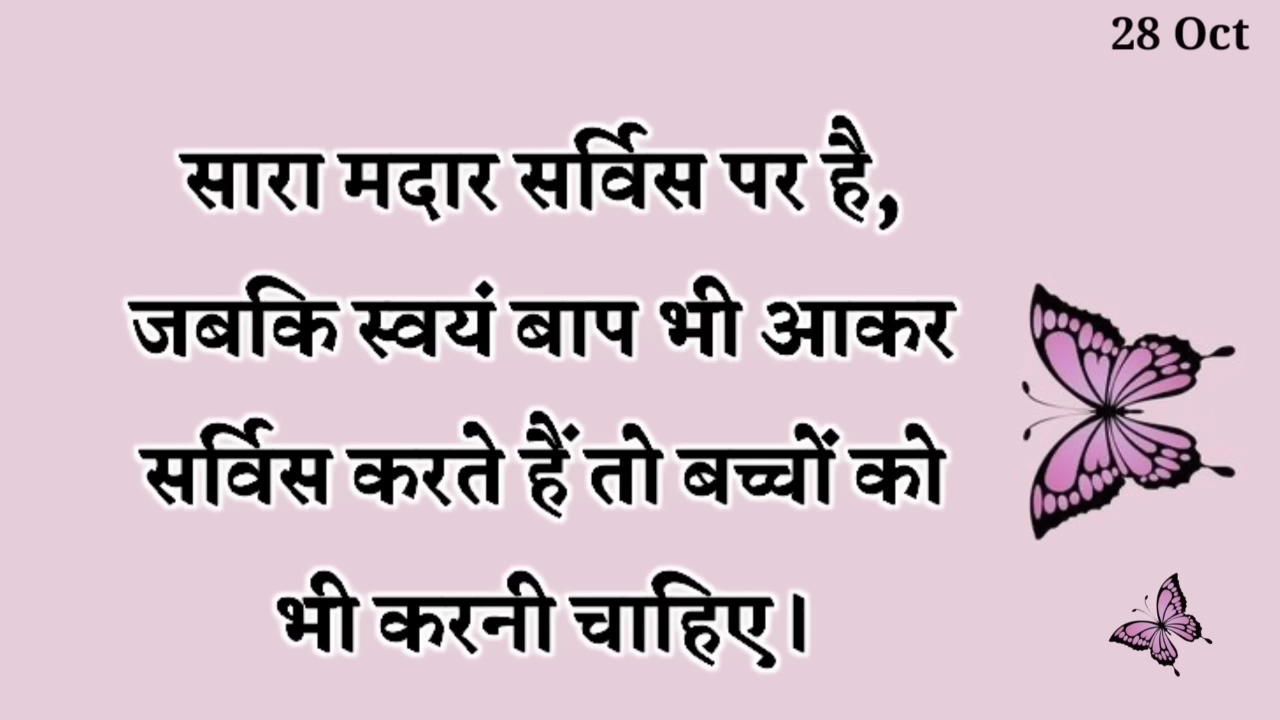 28 Oct
सारा मदार सर्विस पर है,
जबकि स्वयं बाप भी आकर
सर्विस करते हैं तो बच्चों को
भी करनी चाहिए।